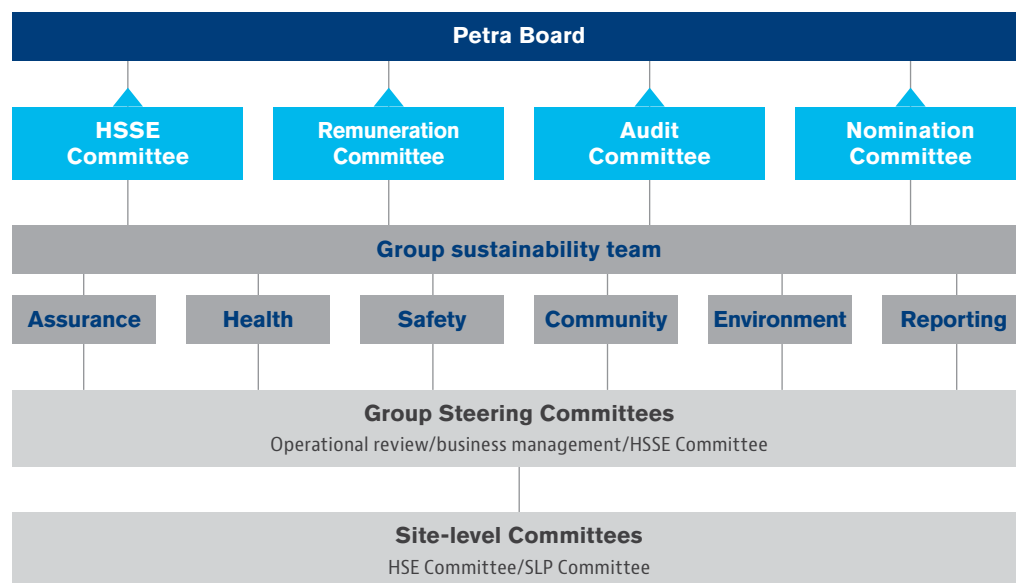 Petra Board
HSSE
Committee
Remuneration
Committee
Audit
Committee
Nomination
Committee
Group sustainability team
Assurance
Health
Safety
Community
Environment
Reporting
Group Steering Committees
Operational review/business management/HSSE Committee
Site-level Committees
HSE Committee/SLP Committee